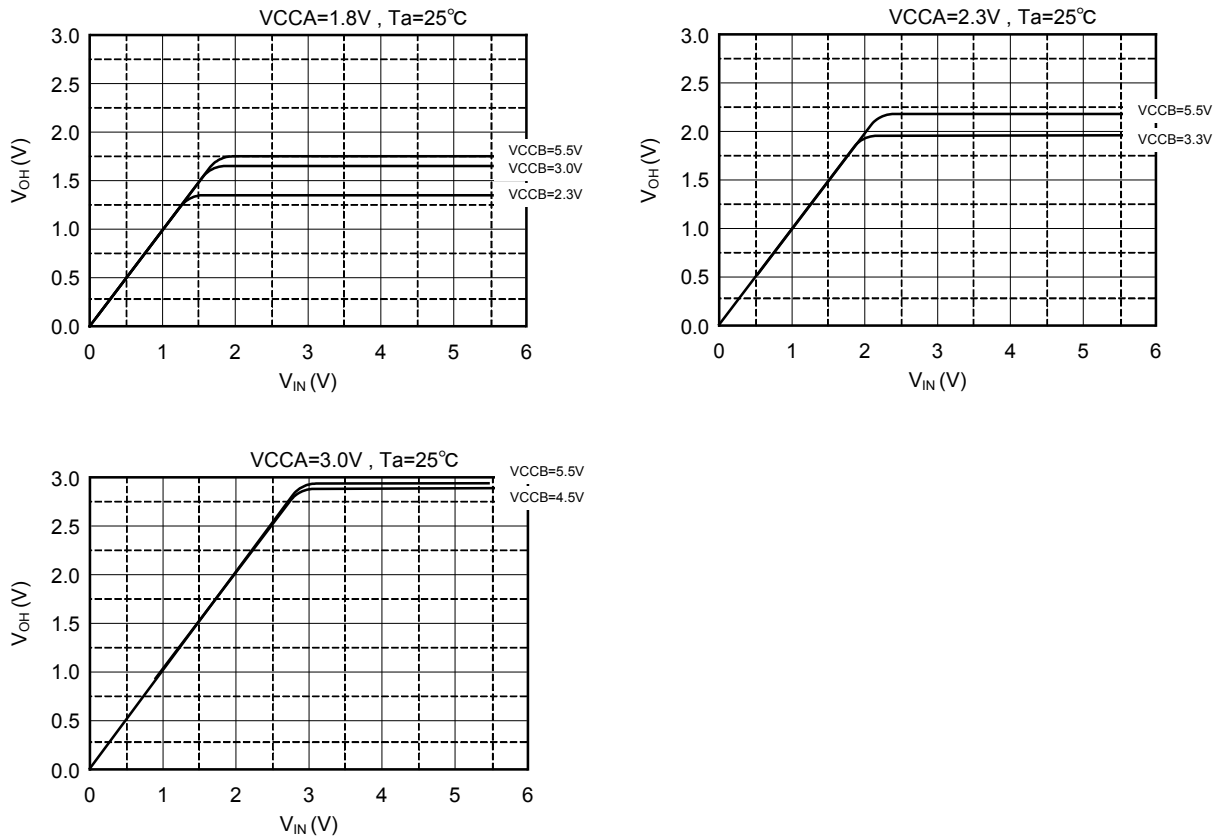 VCCA=1.8V , Ta=25℃
3.0
2.5
2.0
1.5
1.0
0.5
0.0
VOH (V)
VCCB=5.5V
VCCB=3.0V
VCCB=2.3V
0 1 2 3 4 5 6
VIN (V)
VCCA=2.3V , Ta=25℃
3.0
2.5
2.0
1.5
1.0
0.5
0.0
VOH (V)
VCCB=5.5V
VCCB=3.3V
0 1 2 3 4 5 6
VIN (V)
VCCA=3.0V , Ta=25℃
3.0
2.5
2.0
1.5
1.0
0.5
0.0
VOH (V)
VCCB=5.5V
VCCB=4.5V
0 1 2 3 4 5 6
VIN (V)